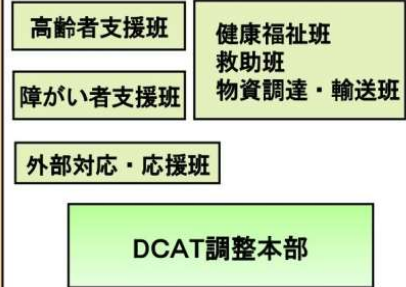 高齢者支援班
障がい者支援班
外部対応・応援班
健康福祉班
救助班
物資調達・輸送班
DCAT調整本部